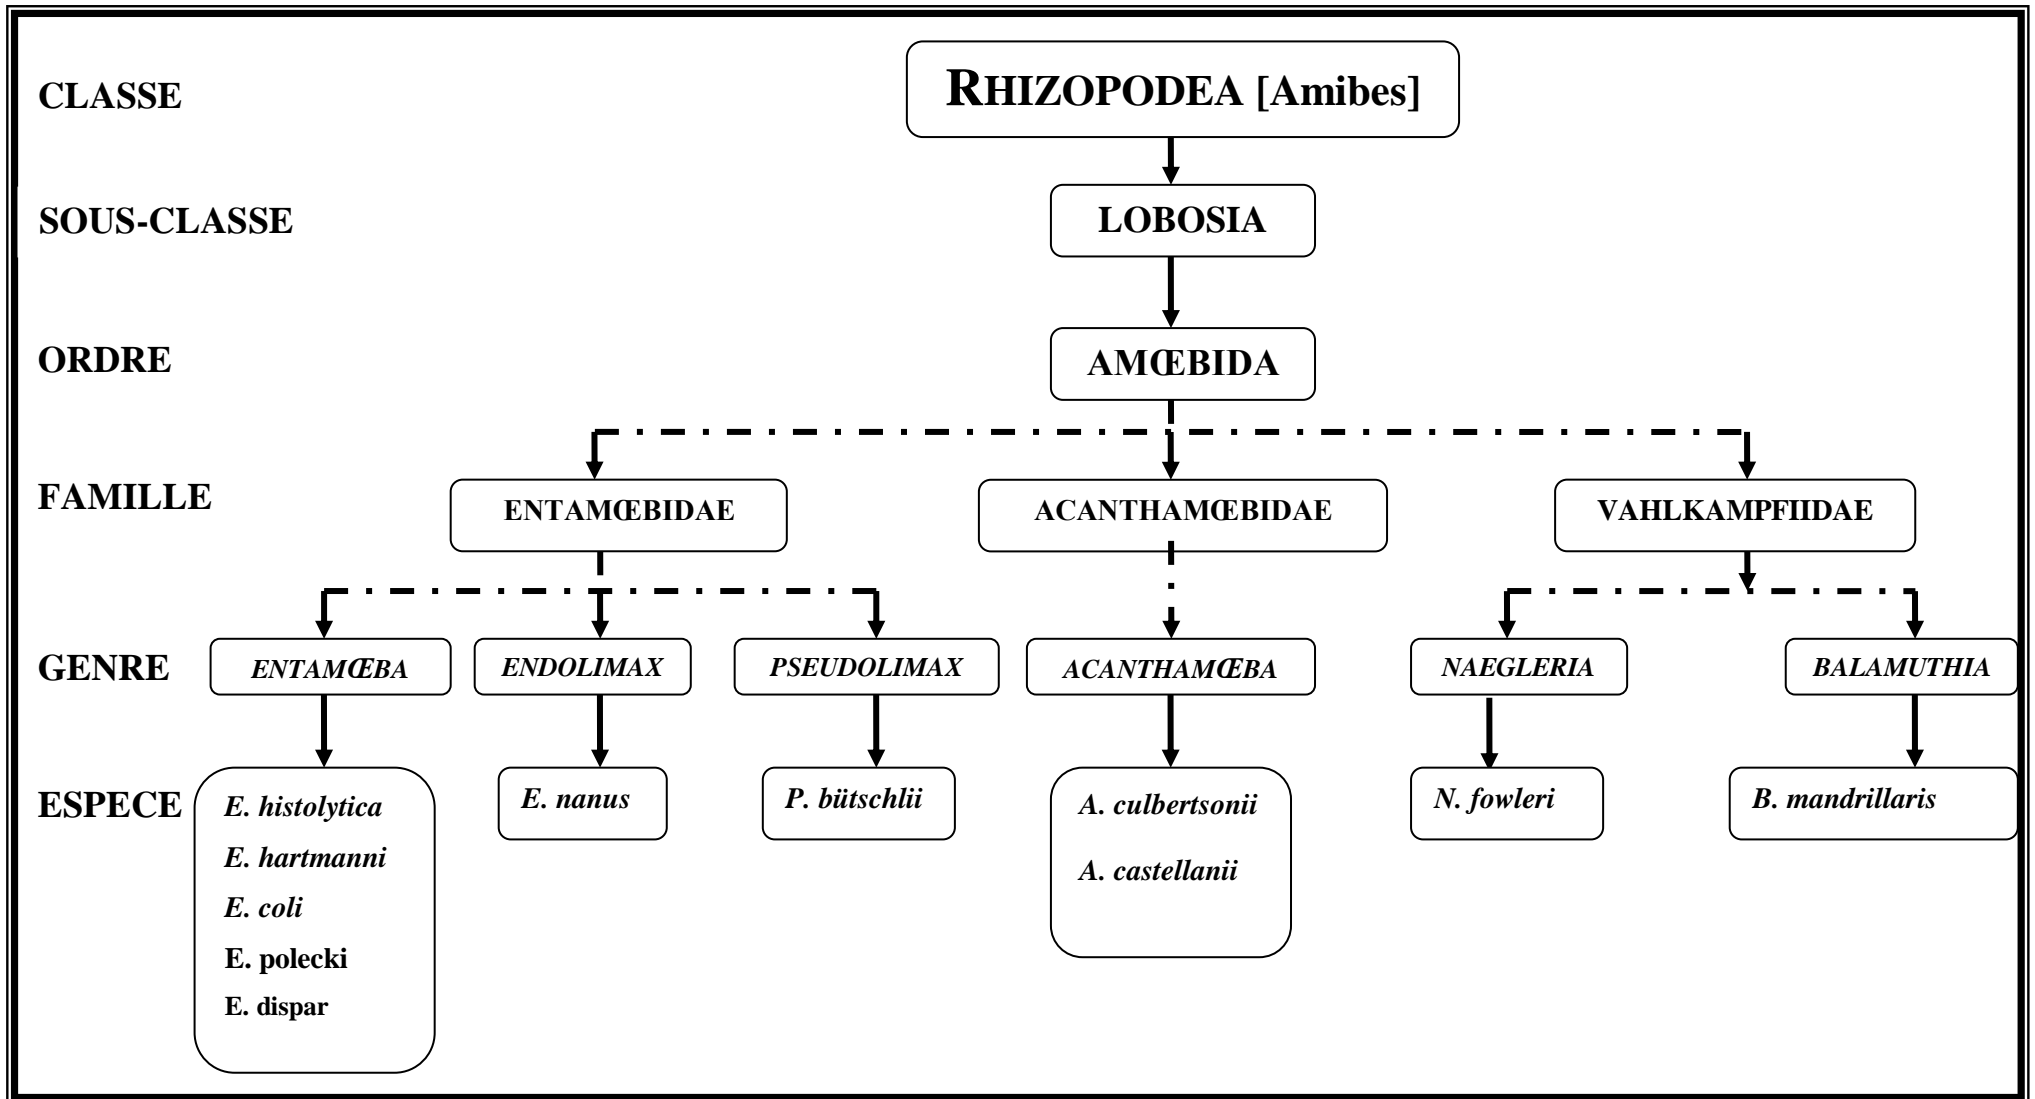 CLASSE
RHIZOPODEA [Amibes]
SOUS-CLASSE
LOBOSIA
ORDRE
AMŒBIDA
FAMILLE
ENTAMŒBIDAE
ACANTHAMŒBIDAE
VAHLKAMPFIIDAE
GENRE
ENTAMŒBA
ENDOLIMAX
PSEUDOLIMAX
ACANTHAMŒBA
NAEGLERIA
BALAMUTHIA
ESPECE
E. histolytica
E. hartmanni
E. coli
E. polecki
E. dispar
E. nanus
P. bütschlii
A. culbertsonii
A. castellanii
N. fowleri
B. mandrillaris